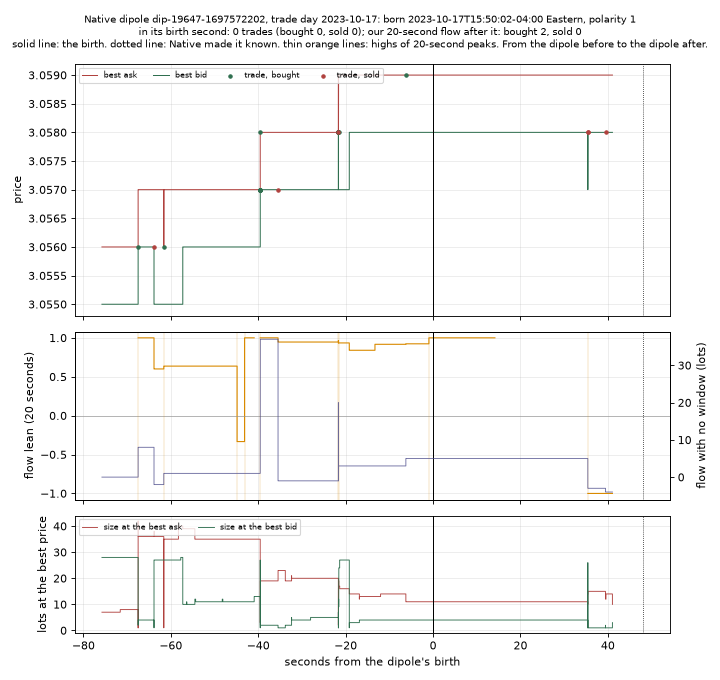 Native dipole dip-19647-1697572202, trade day 2023-10-17: born 2023-10-17T15:50:02-04:00 Eastern, polarity 1
in its birth second: 0 trades (bought 0, sold 0); our 20-second flow after it: bought 2, sold 0
solid line: the birth. dotted line: Native made it known. thin orange lines: highs of 20-second peaks. From the dipole before to the dipole after.
best ask best bid trade, bought trade, sold
3.0590
3.0585
3.0580
3.0575
3.0570
3.0565
3.0560
3.0555
3.0550
price
1.0
0.5
0.0
−0.5
−1.0
flow lean (20 seconds)
30
20
10
0
flow with no window (lots)
size at the best ask size at the best bid
40
30
20
10
0
lots at the best price
−80 −60 −40 −20 0 20 40
seconds from the dipole's birth